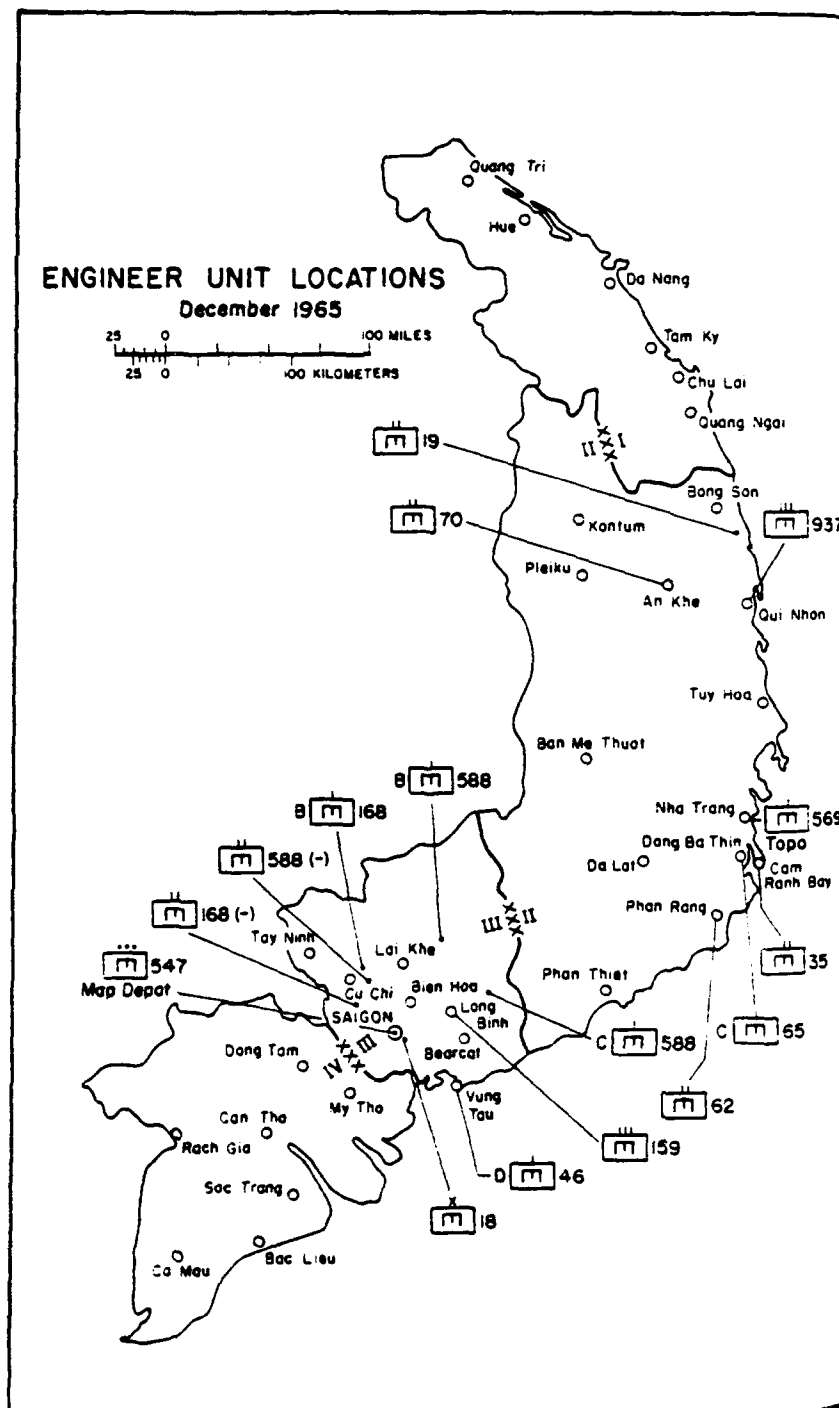 Quang Tri
Hue
ENGINEER UNIT LOCATIONS
December 1965
25 0 100 MILES
25 0 100 KILOMETERS
Da Nang
Tam Ky
Chu Lai
Quang Ngai
I
XXX
II
19
Bong Son
70
Kontum
937
Pleiku
An Khe
Qui Nhon
Tuy Hoa
Ban Me Thuot
B 588
B 168
Nha Trang
569
Topo
588 (-)
Dong Ba Thin
Da Lat
Cam
Ranh Bay
168 (-)
Phan Rang
III XXX II
Tay Ninh
Lai Khe
547
Map Depot
35
Cu Chi
Bien Hoa
Phan Thiet
Long
Binh
SAIGON
C 65
C 588
Bearcat
IV XXX III
Dong Tam
My Tho
Vung
Tau
62
Can Tho
Rach Gia
159
D 46
Soc Trang
X
18
Bac Lieu
Ca Mau